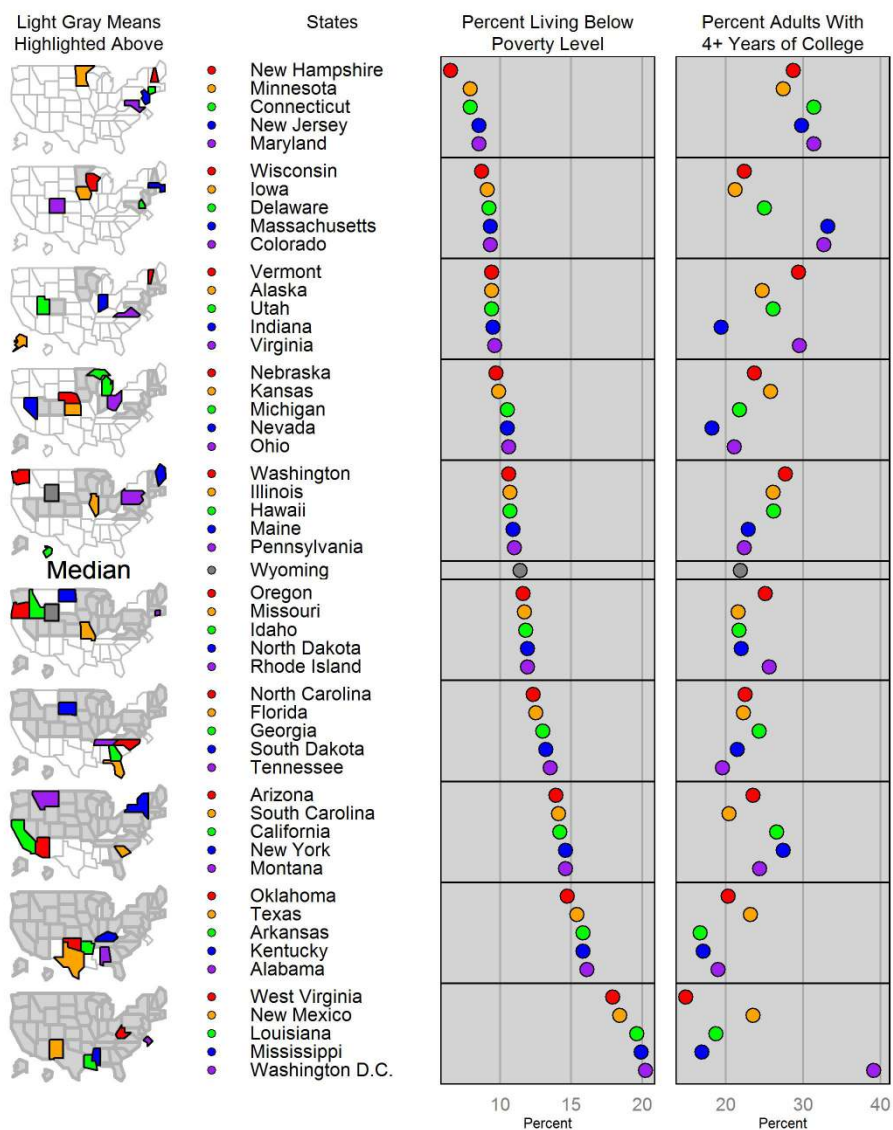 Light Gray Means
Highlighted Above
States
Percent Living Below
Poverty Level
Percent Adults With
4+ Years of College
New Hampshire
Minnesota
Connecticut
New Jersey
Maryland
Wisconsin
Iowa
Delaware
Massachusetts
Colorado
Vermont
Alaska
Utah
Indiana
Virginia
Nebraska
Kansas
Michigan
Nevada
Ohio
Washington
Illinois
Hawaii
Maine
Pennsylvania
Median
Wyoming
Oregon
Missouri
Idaho
North Dakota
Rhode Island
North Carolina
Florida
Georgia
South Dakota
Tennessee
Arizona
South Carolina
California
New York
Montana
Oklahoma
Texas
Arkansas
Kentucky
Alabama
West Virginia
New Mexico
Louisiana
Mississippi
Washington D.C.
10 15 20
Percent
20 30 40
Percent